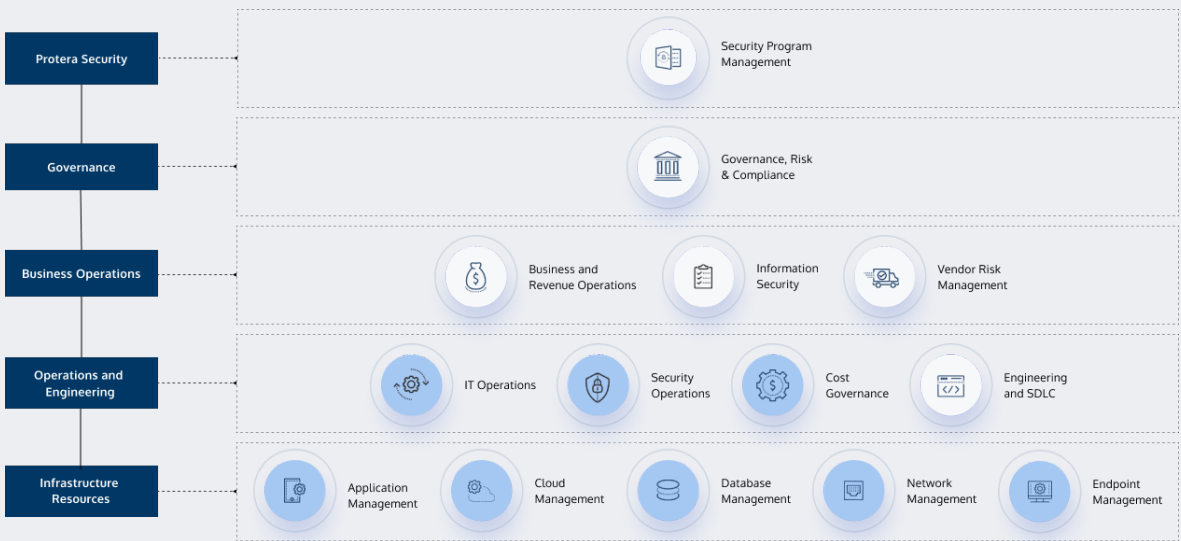 Protera Security
Security Program
Management
Governance
Governance, Risk
& Compliance
Business Operations
Business and
Revenue Operations
Information
Security
Vendor Risk
Management
Operations and
Engineering
IT Operations
Security
Operations
Cost
Governance
Engineering
and SDLC
Infrastructure
Resources
Application
Management
Cloud
Management
Database
Management
Network
Management
Endpoint
Management